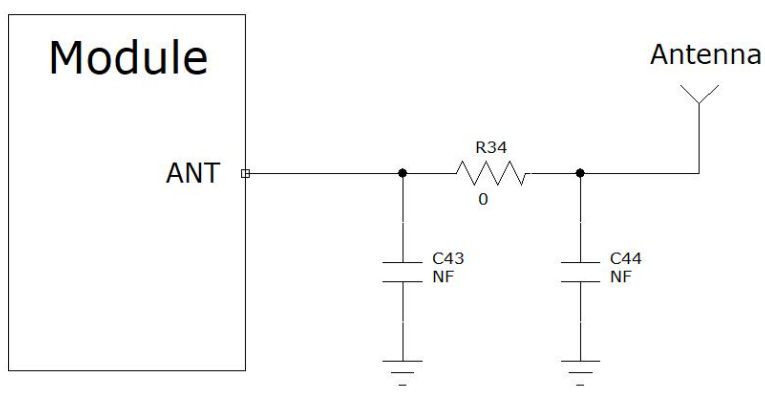 Module
Antenna
ANT
R34
0
C43
NF
C44
NF